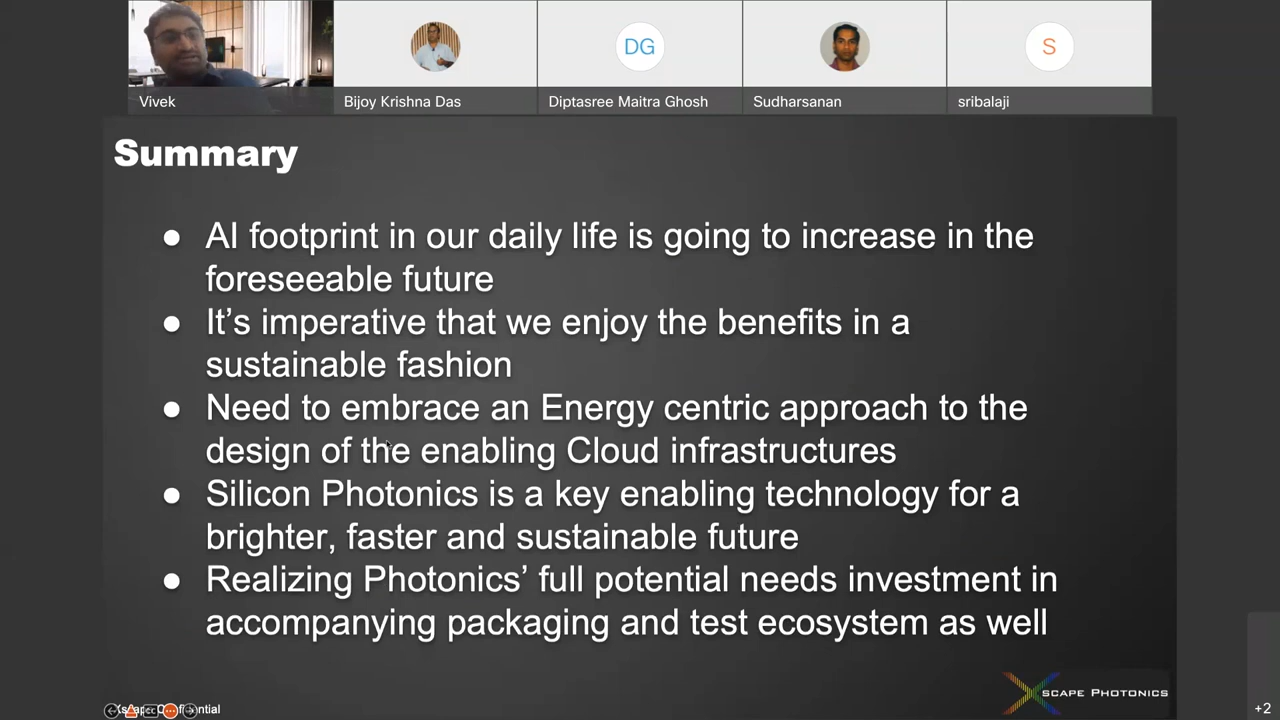 DG
S
Vivek
Bijoy Krishna Das
Diptasree Maitra Ghosh
Sudharsanan
sribalaji
Summary
● AI footprint in our daily life is going to increase in the
foreseeable future
● It’s imperative that we enjoy the benefits in a
sustainable fashion
● Need to embrace an Energy centric approach to the
design of the enabling Cloud infrastructures
● Silicon Photonics is a key enabling technology for a
brighter, faster and sustainable future
● Realizing Photonics’ full potential needs investment in
accompanying packaging and test ecosystem as well
XSCAPE PHOTONICS
Xscape Confidential
+2